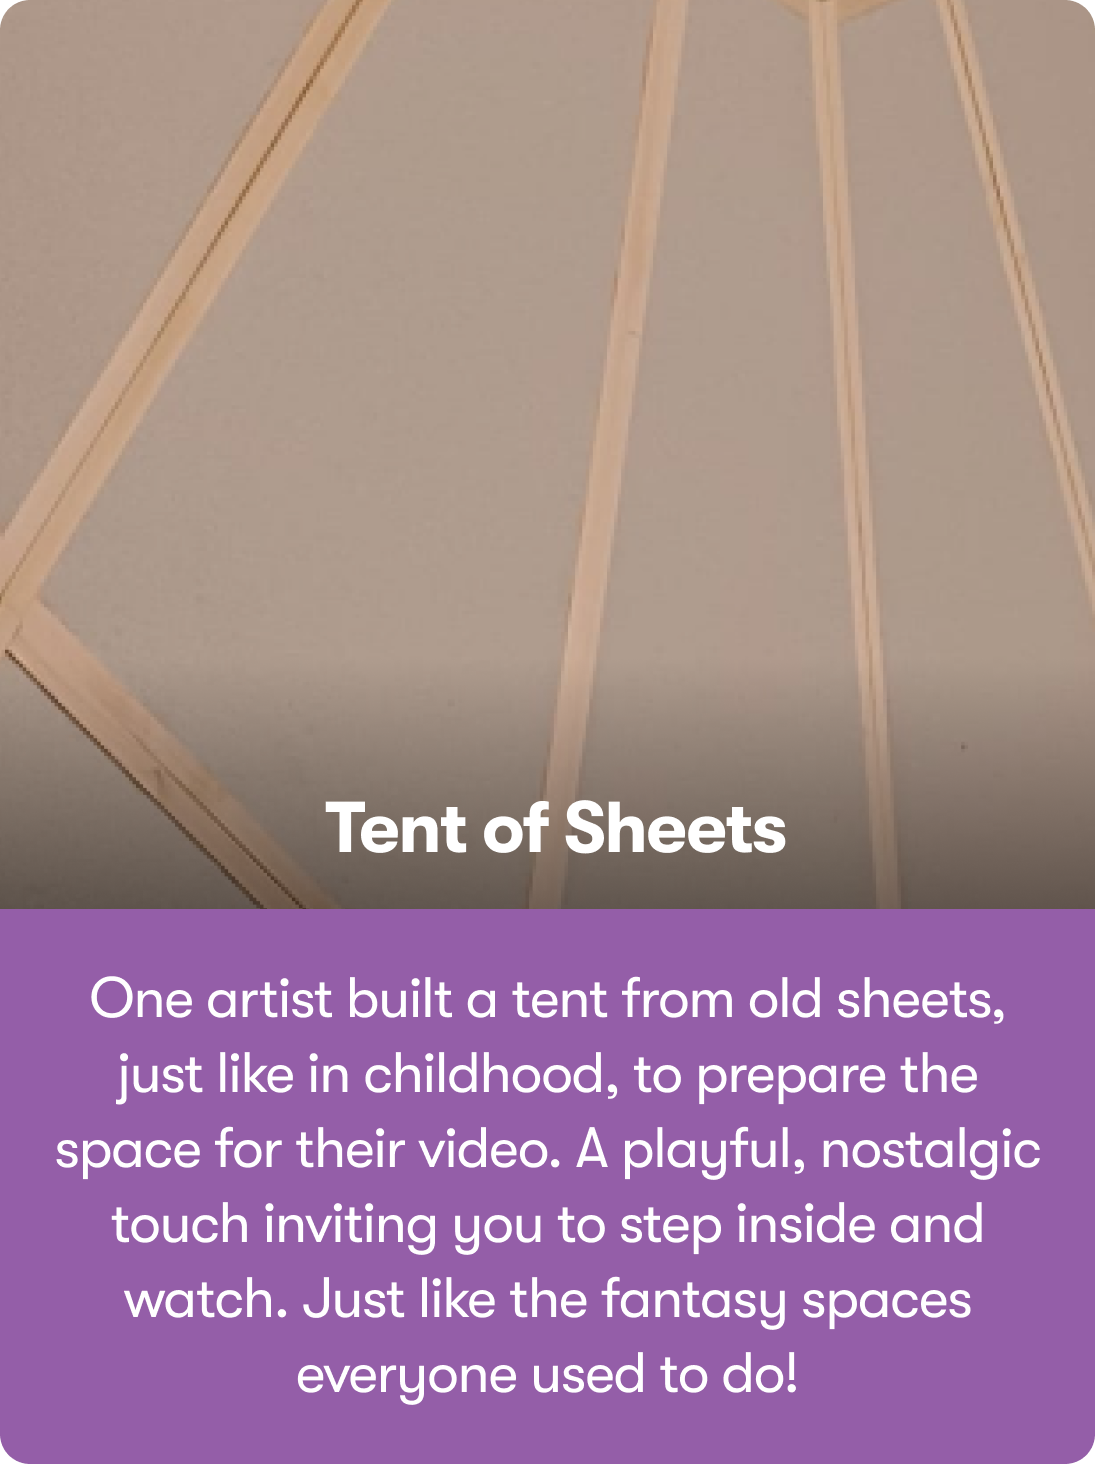 Tent of Sheets
One artist built a tent from old sheets,
just like in childhood, to prepare the
space for their video. A playful, nostalgic
touch inviting you to step inside and
watch. Just like the fantasy spaces
everyone used to do!